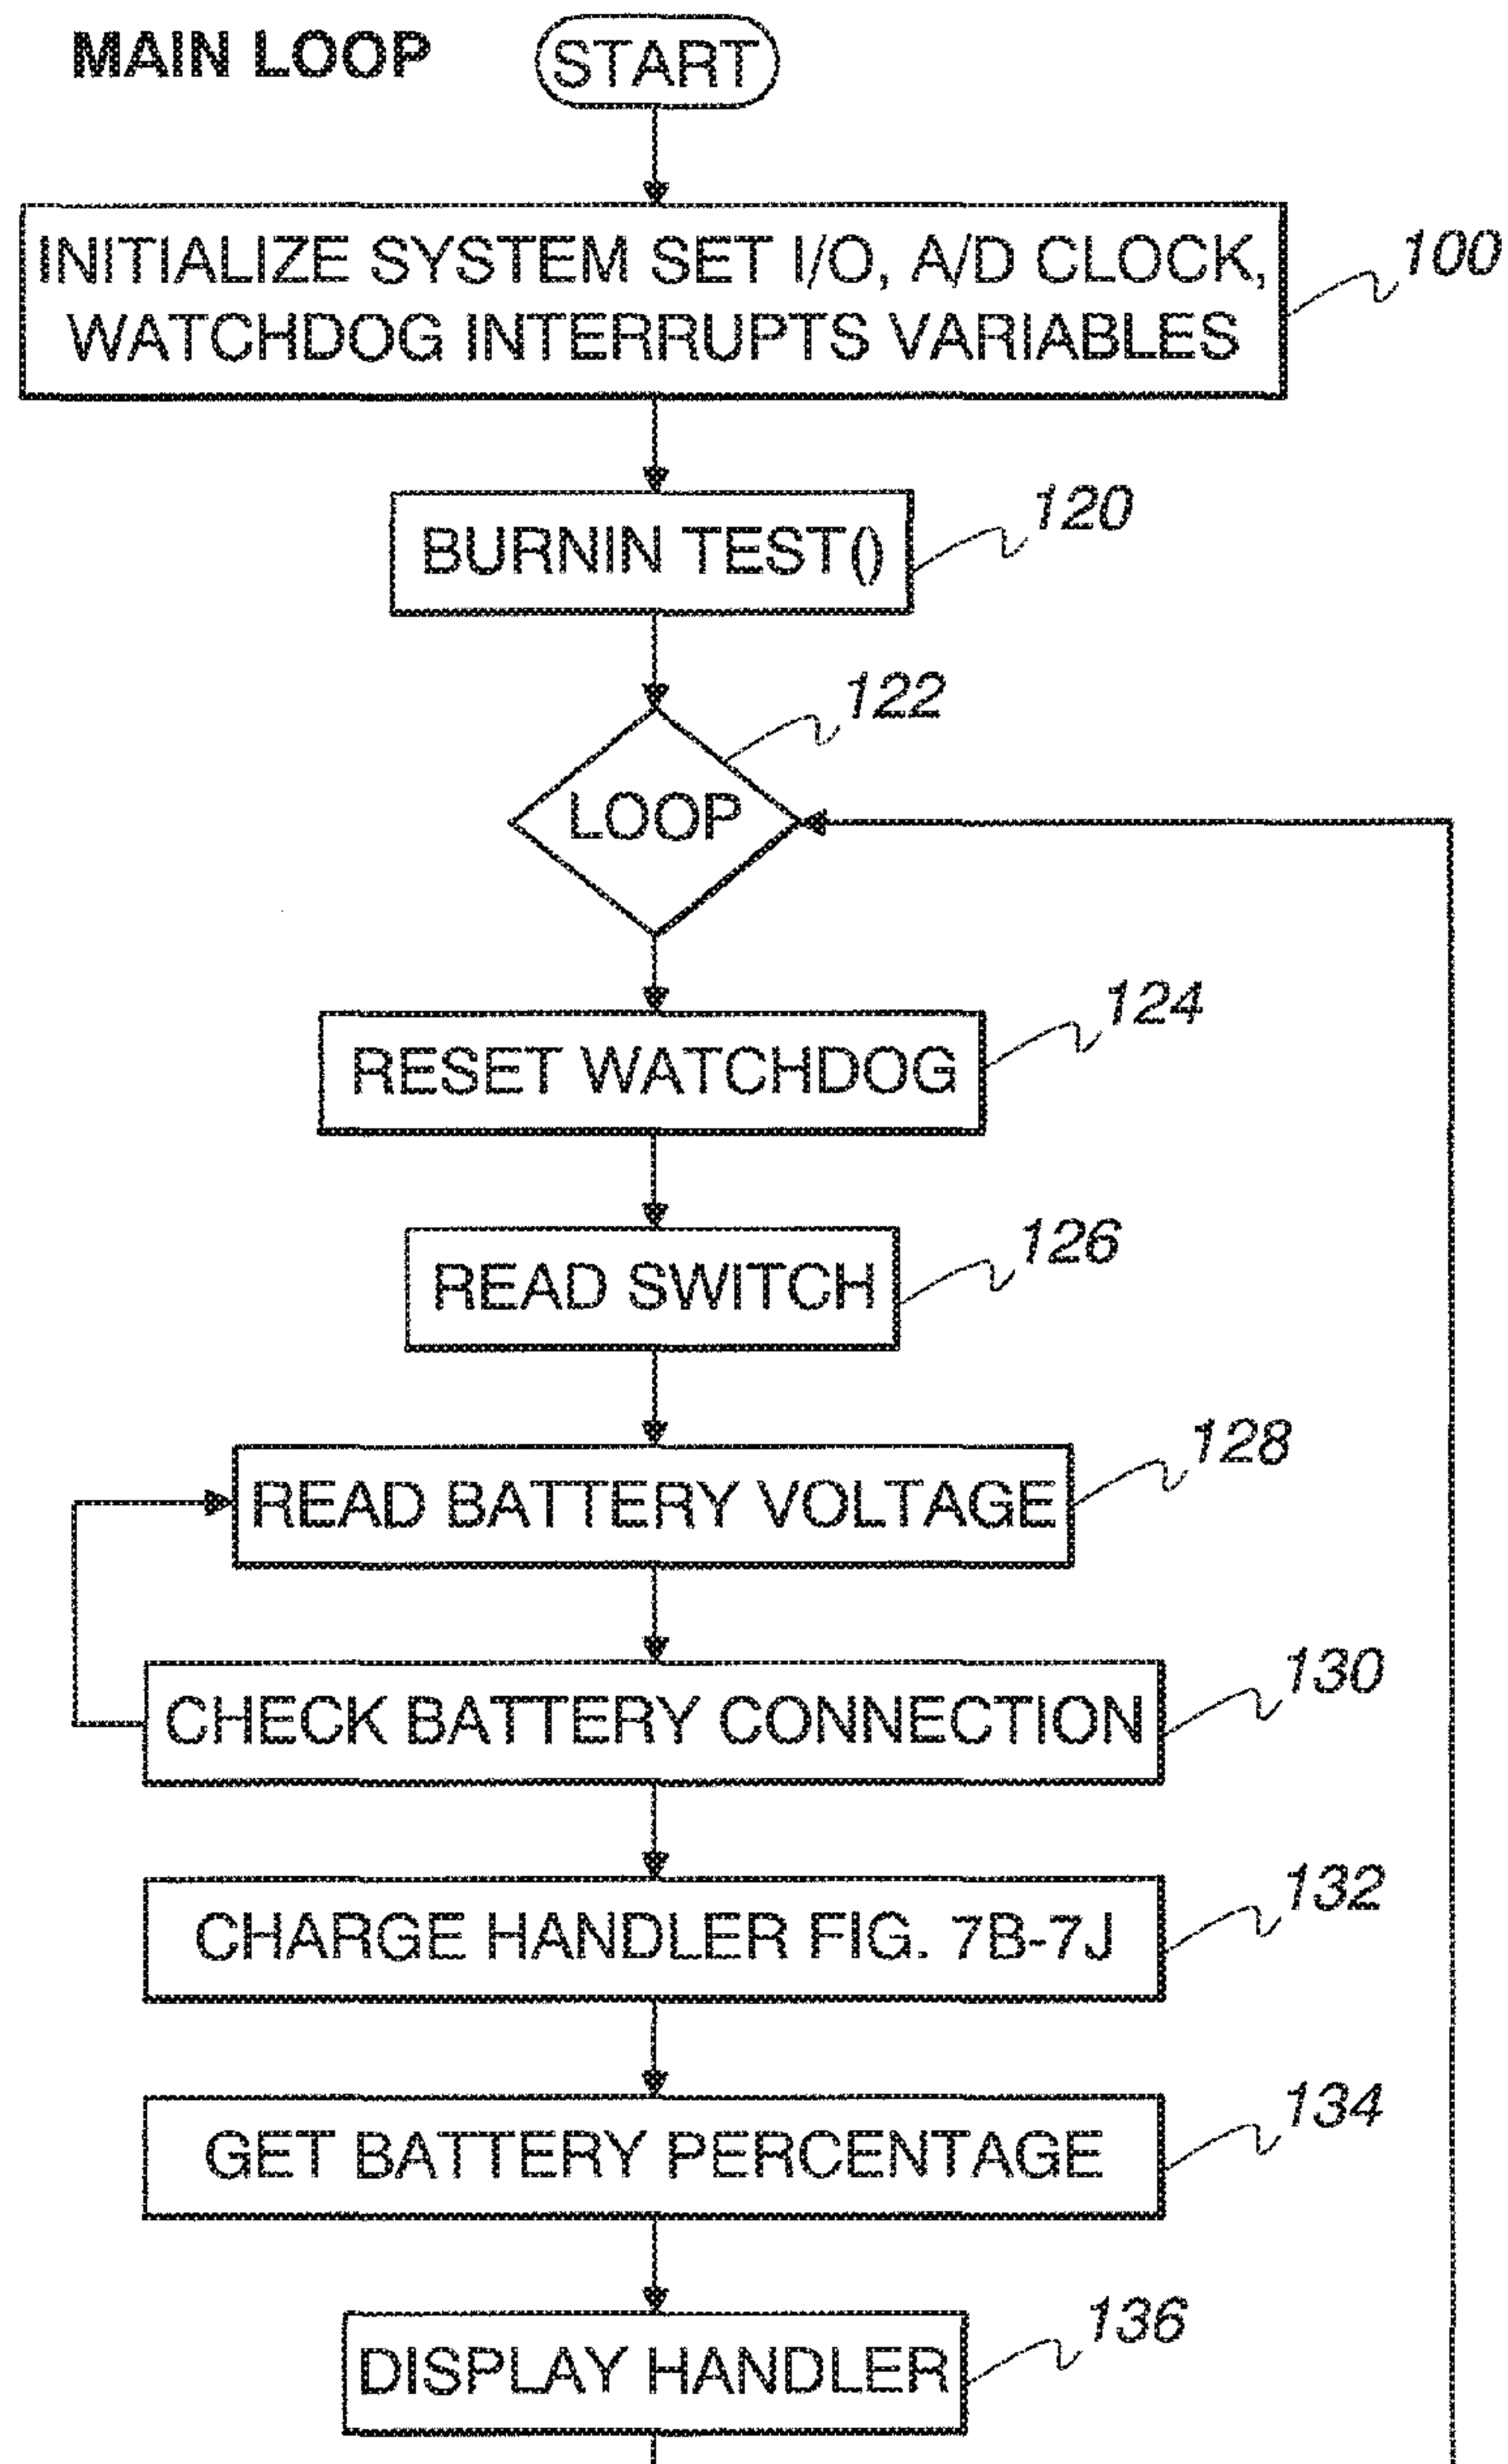 MAIN LOOP
START
INITIALIZE SYSTEM SET I/O, A/D CLOCK,
WATCHDOG INTERRUPTS VARIABLES
100
BURNIN TEST()
120
122
LOOP
124
RESET WATCHDOG
126
READ SWITCH
128
READ BATTERY VOLTAGE
130
CHECK BATTERY CONNECTION
132
CHARGE HANDLER FIG. 7B-7J
134
GET BATTERY PERCENTAGE
136
DISPLAY HANDLER